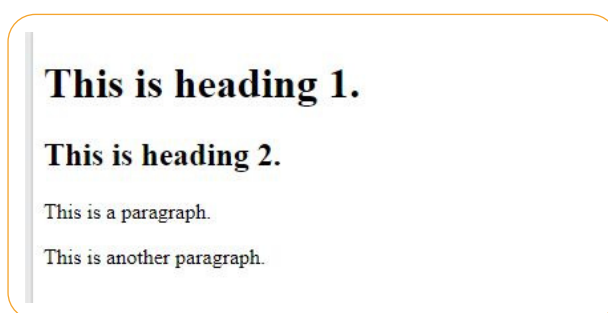 This is heading 1.
This is heading 2.
This is a paragraph.
This is another paragraph.